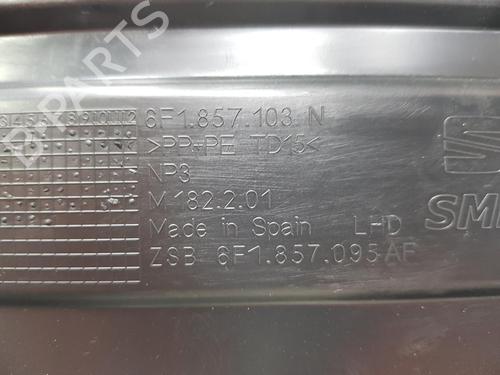 B-PARTS
6F1.857.103 N
>PP+PE TD15<
NP3
M 182.2.01
Made in Spain LHD
ZSB 6F1.857.095 AF